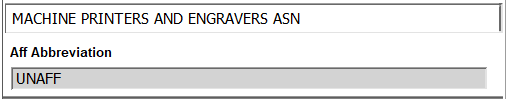 MACHINE PRINTERS AND ENGRAVERS ASN
Aff Abbreviation
UNAFF